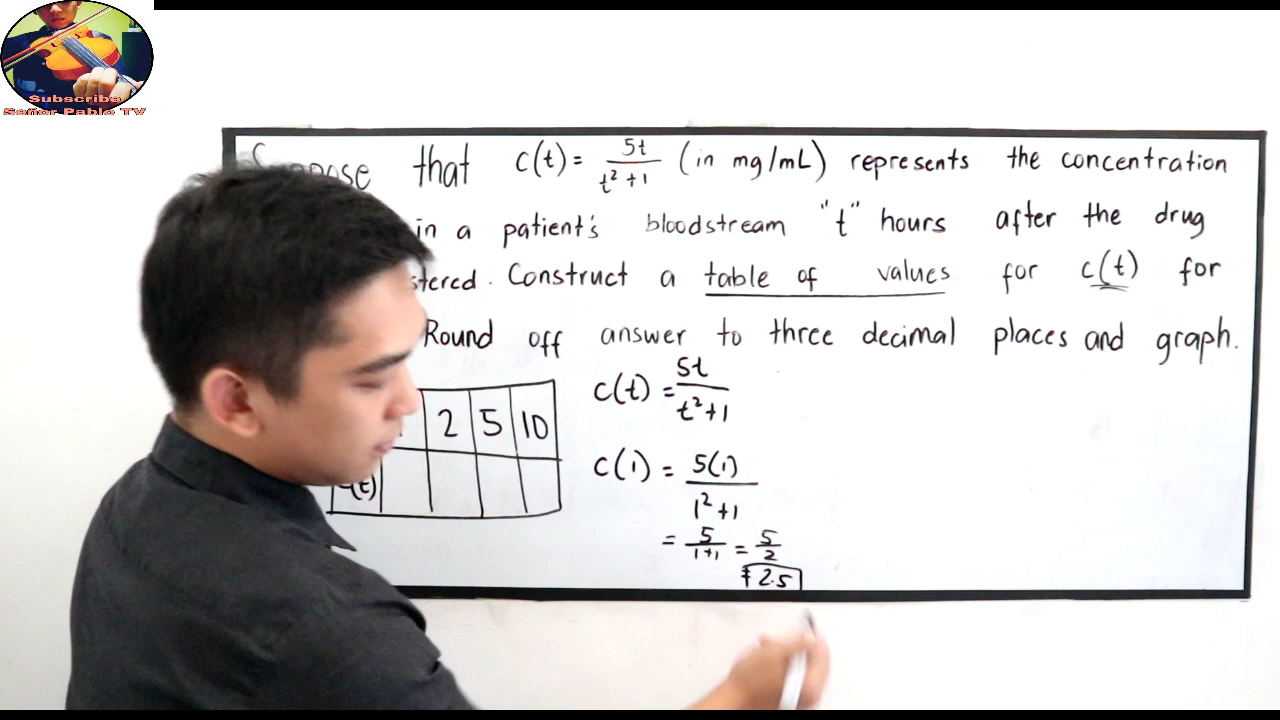 Subscribe
Señor Pablo TV
that c(t) = 5t / t² + 1 (in mg/mL) represents the concentration
in a patient's bloodstream "t" hours after the drug
stered. Construct a table of values for c(t) for
Round off answer to three decimal places and graph.
2 5 10
(t)
c(t) = 5t / t² + 1
c(1) = 5(1) / 1² + 1
= 5 / 1+1 = 5 / 2
= 2.5